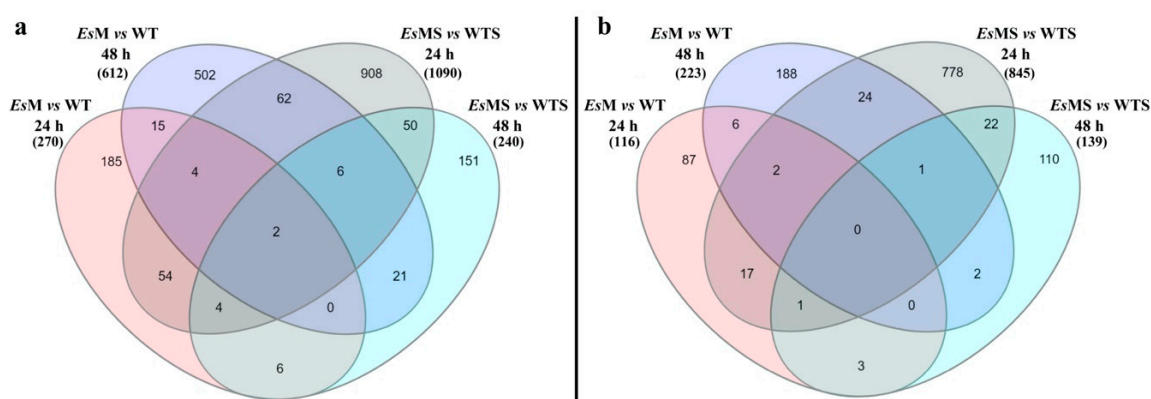 a
EsM vs WT
48 h
(612)
EsMS vs WTS
24 h
(1090)
EsM vs WT
24 h
(270)
EsMS vs WTS
48 h
(240)
502
908
62
15
50
185
151
4
6
2
54
21
4
0
6
b
EsM vs WT
48 h
(223)
EsMS vs WTS
24 h
(845)
EsM vs WT
24 h
(116)
EsMS vs WTS
48 h
(139)
188
778
24
6
22
87
110
2
1
0
17
2
1
0
3